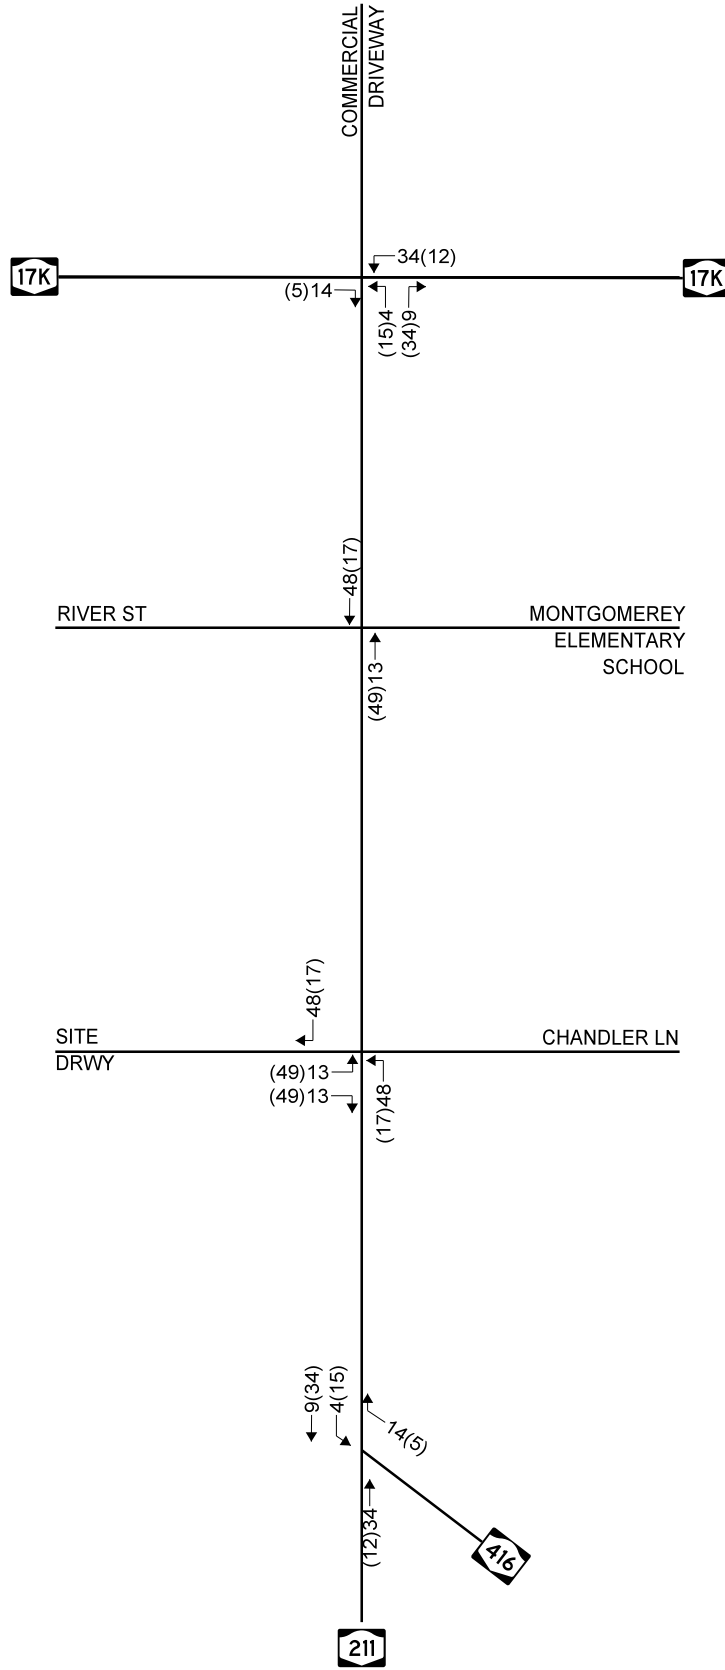 COMMERCIAL
DRIVEWAY
34(12)
17K
17K
(5)14
(15)4
(34)9
48(17)
RIVER ST
MONTGOMEREY
ELEMENTARY
SCHOOL
(49)13
48(17)
SITE
DRWY
CHANDLER LN
(49)13
(49)13
(17)48
9(34)
4(15)
14(5)
(12)34
416
211